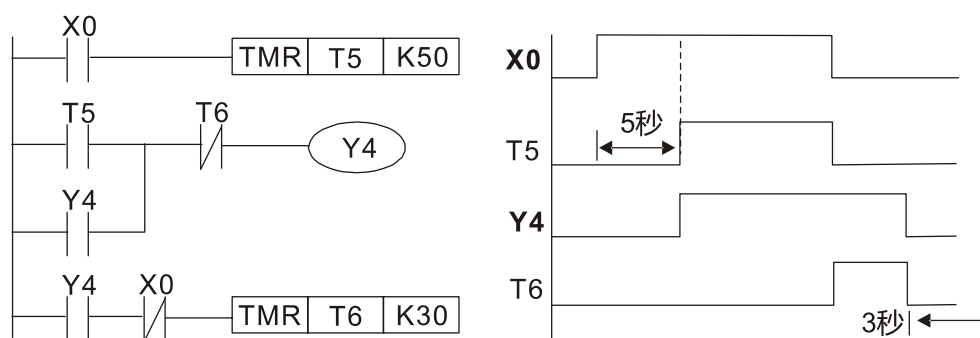 X0
TMR T5 K50
T5 T6
Y4
Y4
Y4 X0
TMR T6 K30
X0
5秒
T5
Y4
T6
3秒